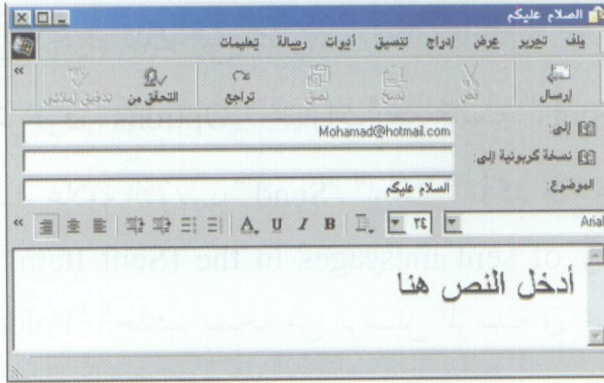 السلام عليكم
ملف تحرير عرض إدراج تنسيق أدوات رسالة تعليمات
إرسال قص نسخ لصق تراجع التحقق من تدقيق إملائي »
إلى: Mohamad@hotmail.com
نسخة كربونية إلى:
الموضوع: السلام عليكم
Arial ٢٤ B I U A »
أدخل النص هنا